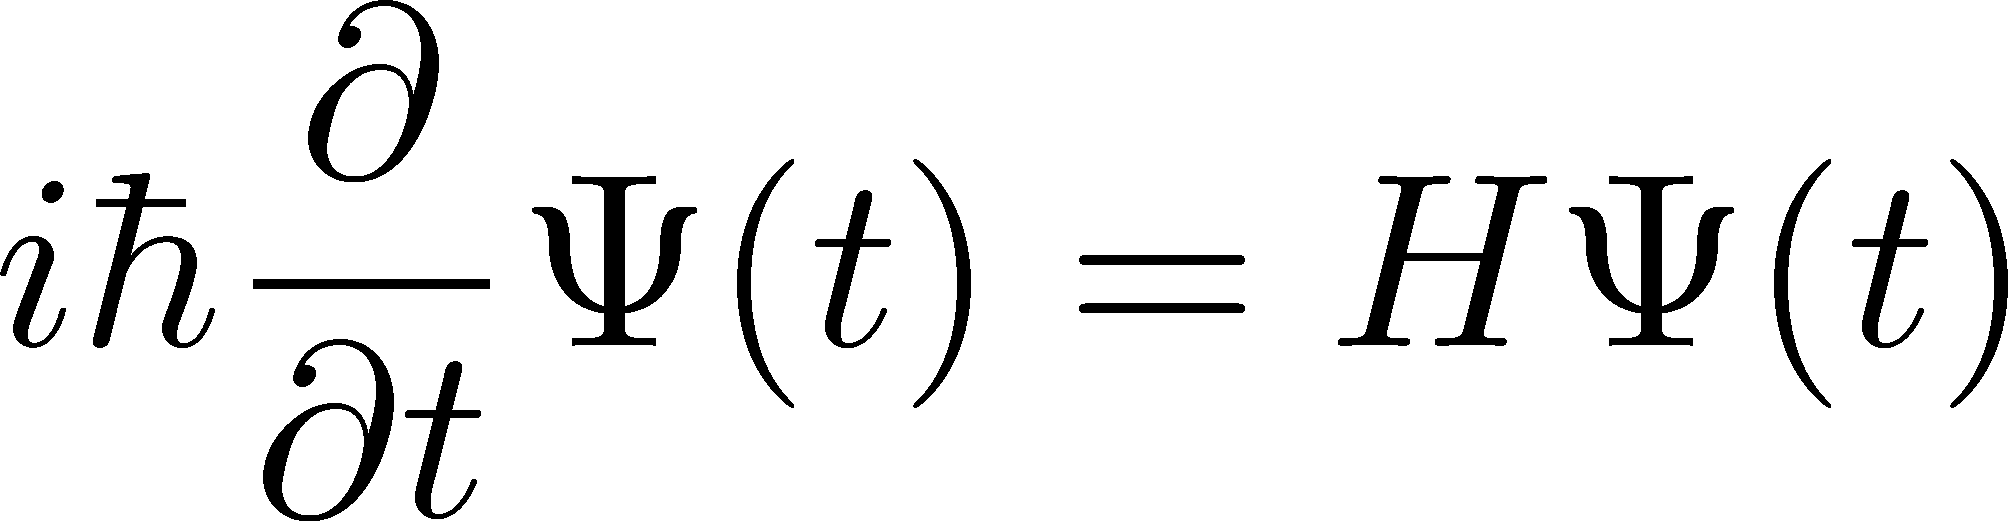 iħ ∂/∂t Ψ(t) = HΨ(t)